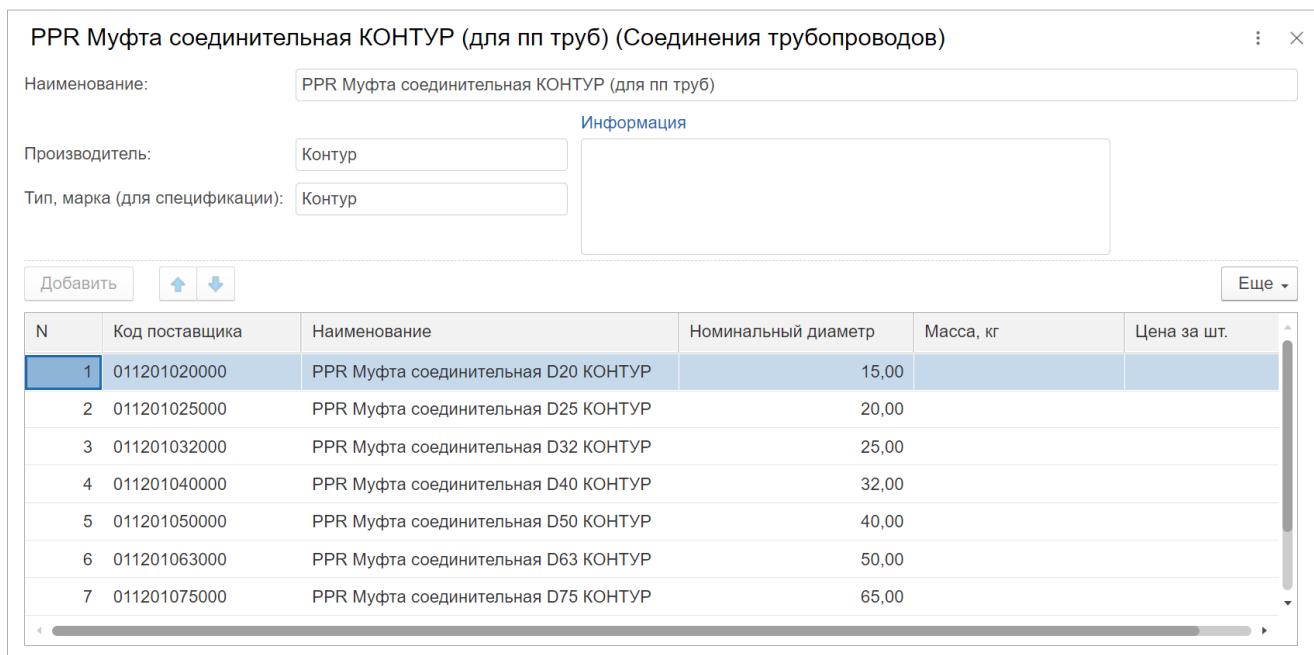 PPR Муфта соединительная КОНТУР (для пп труб) (Соединения трубопроводов)
Наименование: PPR Муфта соединительная КОНТУР (для пп труб)
Информация
Производитель: Контур
Тип, марка (для спецификации): Контур
Добавить Еще
N Код поставщика Наименование Номинальный диаметр Масса, кг Цена за шт.
1 011201020000 PPR Муфта соединительная D20 КОНТУР 15,00
2 011201025000 PPR Муфта соединительная D25 КОНТУР 20,00
3 011201032000 PPR Муфта соединительная D32 КОНТУР 25,00
4 011201040000 PPR Муфта соединительная D40 КОНТУР 32,00
5 011201050000 PPR Муфта соединительная D50 КОНТУР 40,00
6 011201063000 PPR Муфта соединительная D63 КОНТУР 50,00
7 011201075000 PPR Муфта соединительная D75 КОНТУР 65,00